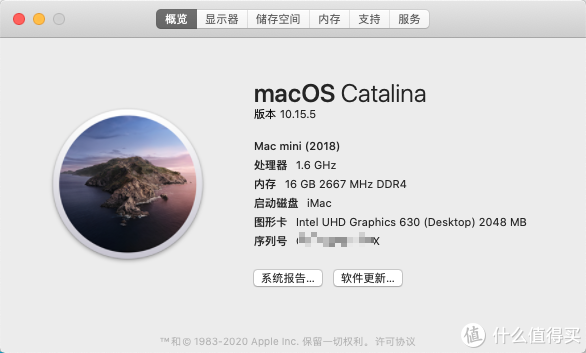 概览 显示器 储存空间 内存 支持 服务
macOS Catalina
版本 10.15.5
Mac mini (2018)
处理器 1.6 GHz
内存 16 GB 2667 MHz DDR4
启动磁盘 iMac
图形卡 Intel UHD Graphics 630 (Desktop) 2048 MB
序列号 X
系统报告... 软件更新...
™和© 1983-2020 Apple Inc. 保留一切权利。许可协议
值 什么值得买